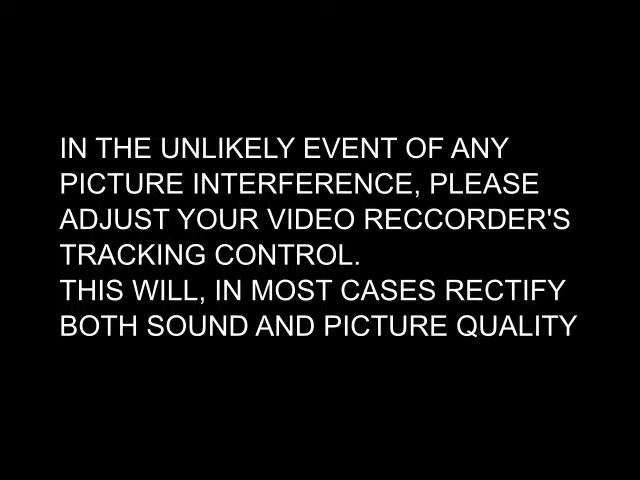 IN THE UNLIKELY EVENT OF ANY
PICTURE INTERFERENCE, PLEASE
ADJUST YOUR VIDEO RECCORDER'S
TRACKING CONTROL.
THIS WILL, IN MOST CASES RECTIFY
BOTH SOUND AND PICTURE QUALITY